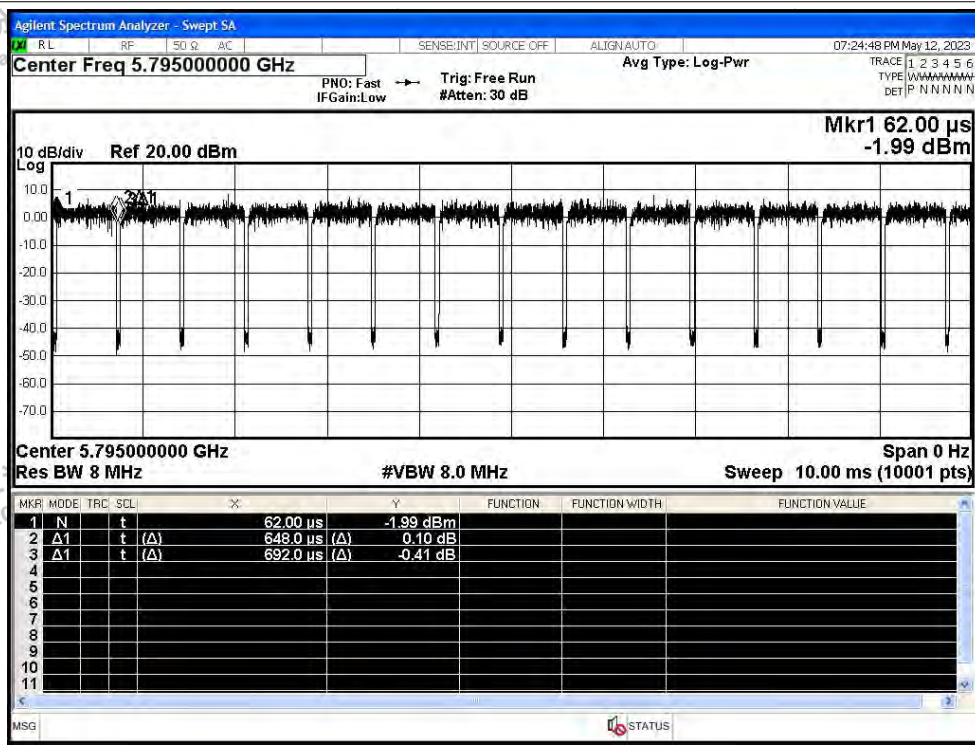 Agilent Spectrum Analyzer - Swept SA
RL RF 50 Ω AC SENSE:INT SOURCE OFF ALIGNAUTO 07:24:48 PM May 12, 2023
Center Freq 5.795000000 GHz
PNO: Fast
IFGain:Low
Trig: Free Run
#Atten: 30 dB
Avg Type: Log-Pwr
TRACE 1 2 3 4 5 6
TYPE WWWWWW
DET P N N N N N
Mkr1 62.00 µs
-1.99 dBm
10 dB/div Ref 20.00 dBm
Log
10.0
0.00
-10.0
-20.0
-30.0
-40.0
-50.0
-60.0
-70.0
1
Center 5.795000000 GHz Span 0 Hz
Res BW 8 MHz #VBW 8.0 MHz Sweep 10.00 ms (10001 pts)
MKR MODE TRC SCL X Y FUNCTION FUNCTION WIDTH FUNCTION VALUE
1 N t 62.00 µs -1.99 dBm
2 Δ1 t (Δ) 648.0 µs (Δ) 0.10 dB
3 Δ1 t (Δ) 692.0 µs (Δ) -0.41 dB
4
5
6
7
8
9
10
11
MSG STATUS